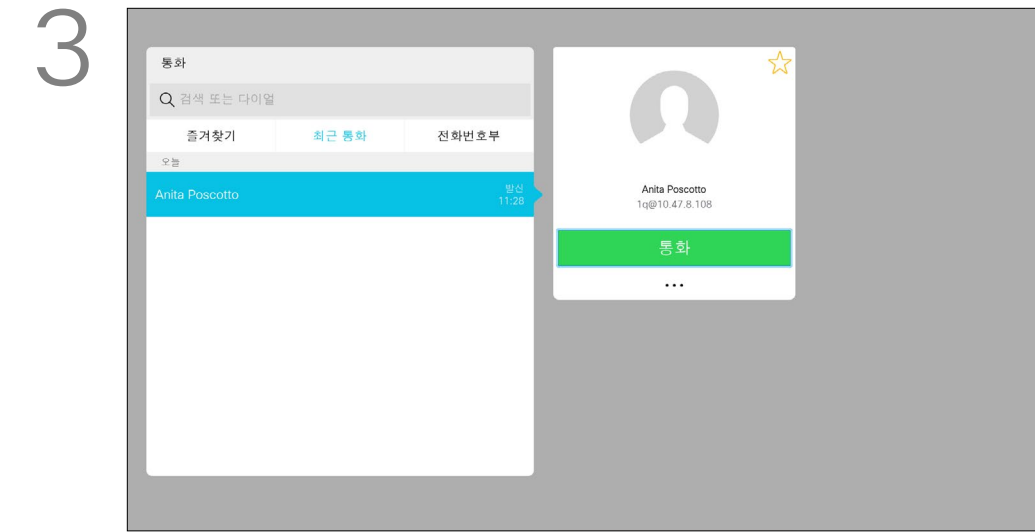 3
통화
검색 또는 다이얼
즐겨찾기 최근 통화 전화번호부
오늘
Anita Poscotto 발신
11:28
Anita Poscotto
1q@10.47.8.108
통화
...